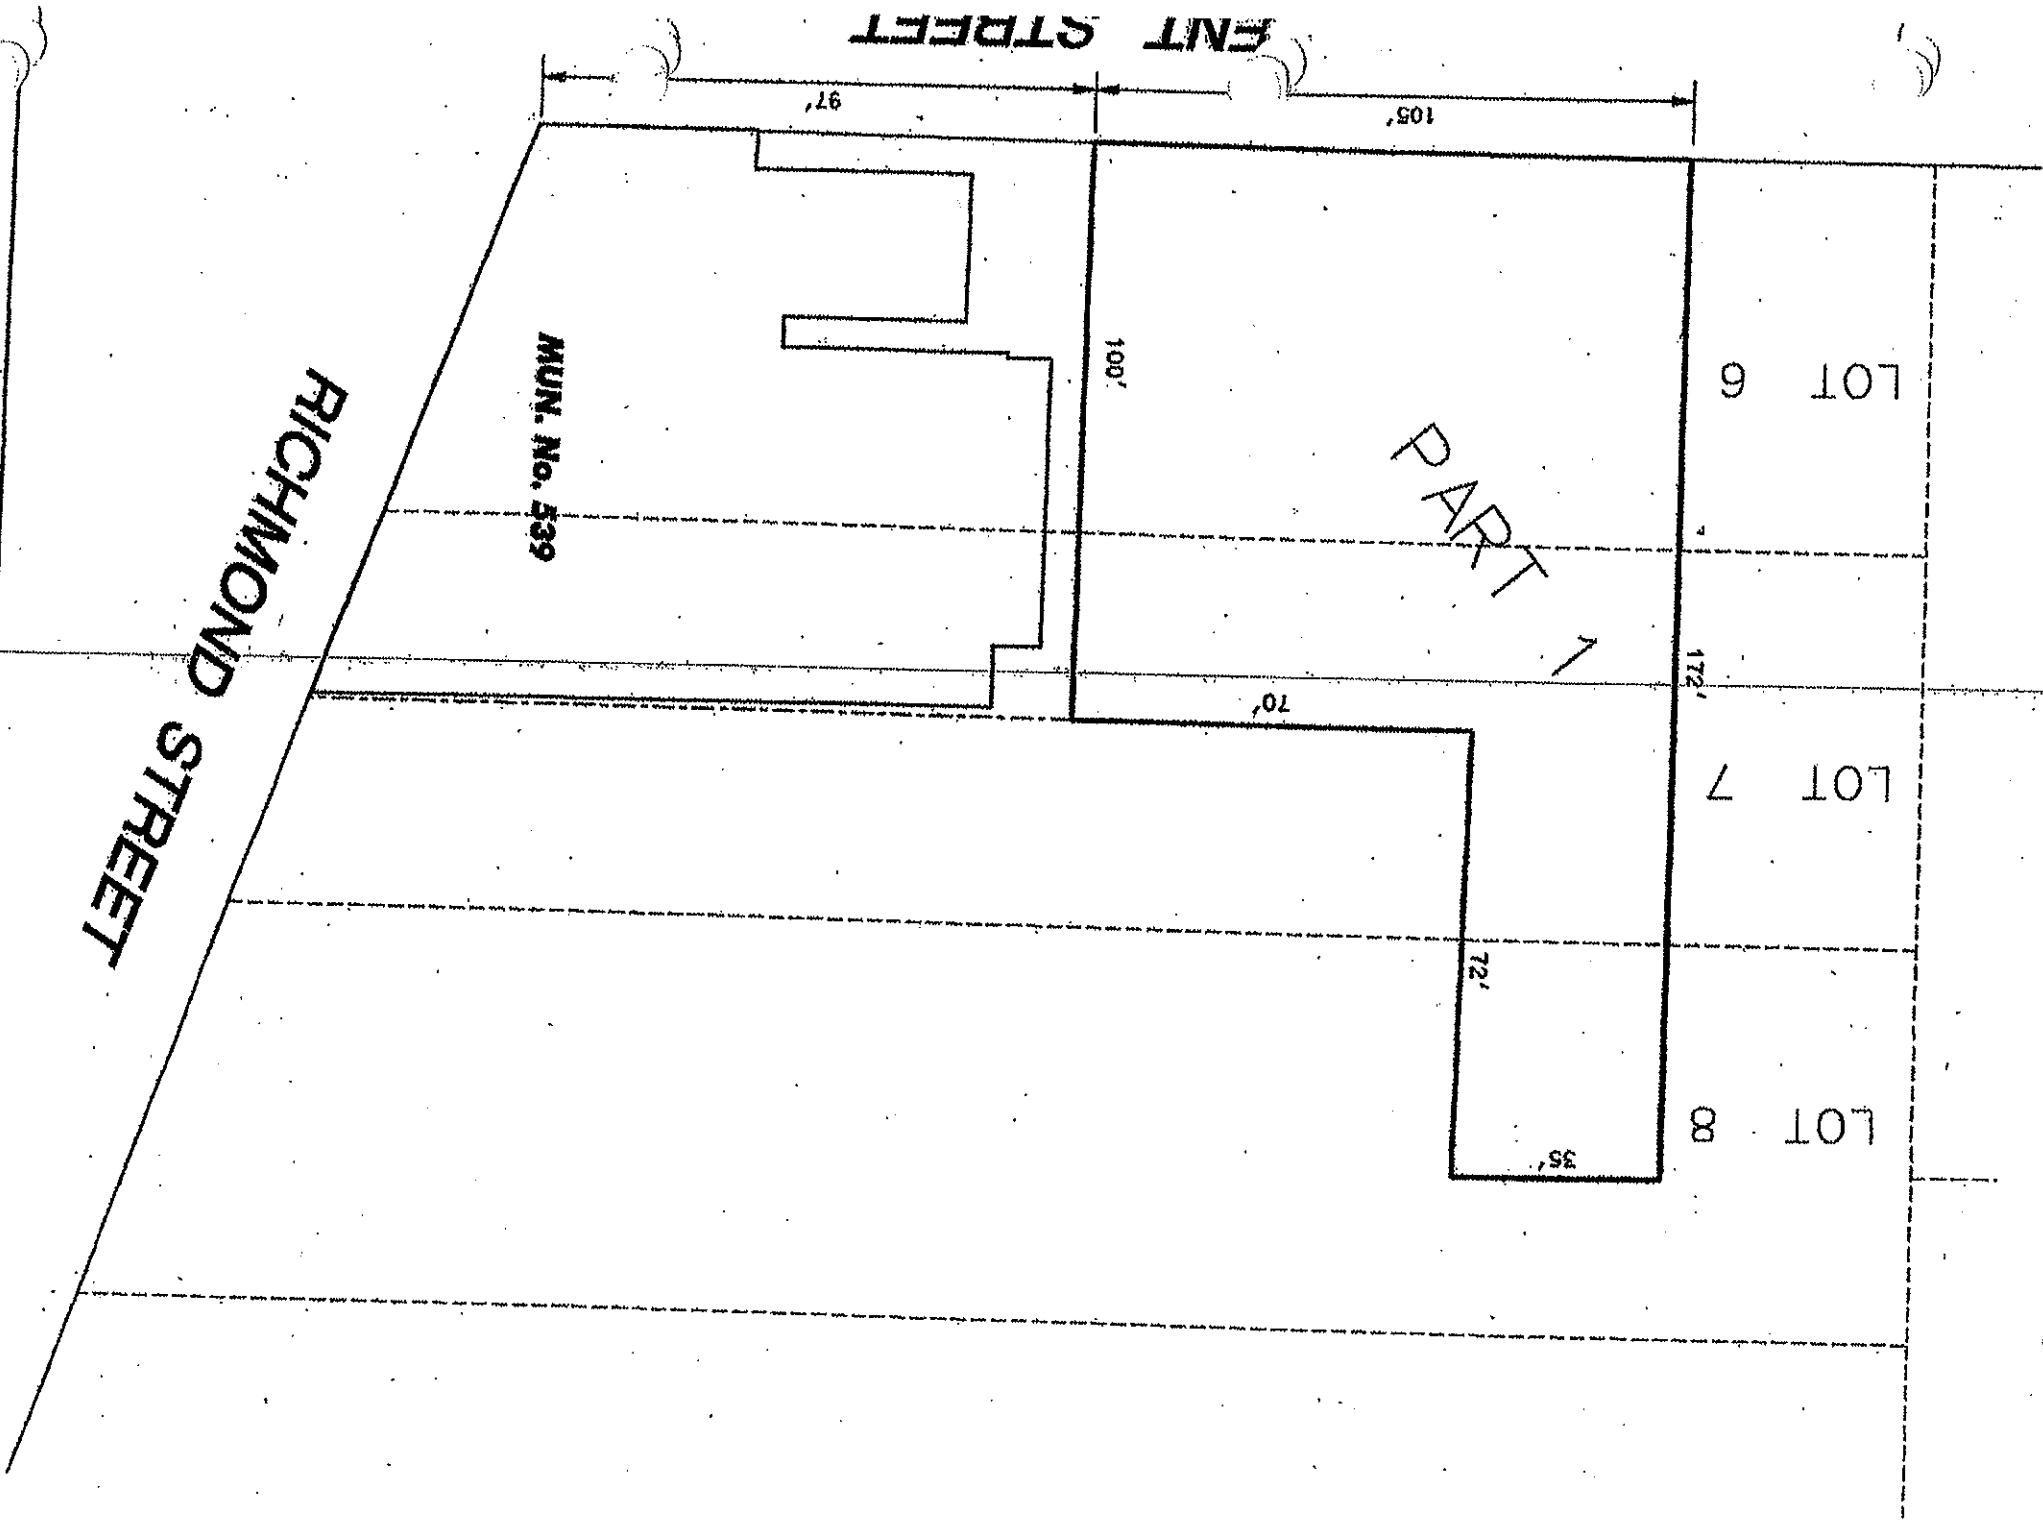 ENT STREET
97'
105'
MUN. No. 539
100'
LOT 6
RICHMOND STREET
PART 1
172'
70'
LOT 7
72'
35'
LOT 8